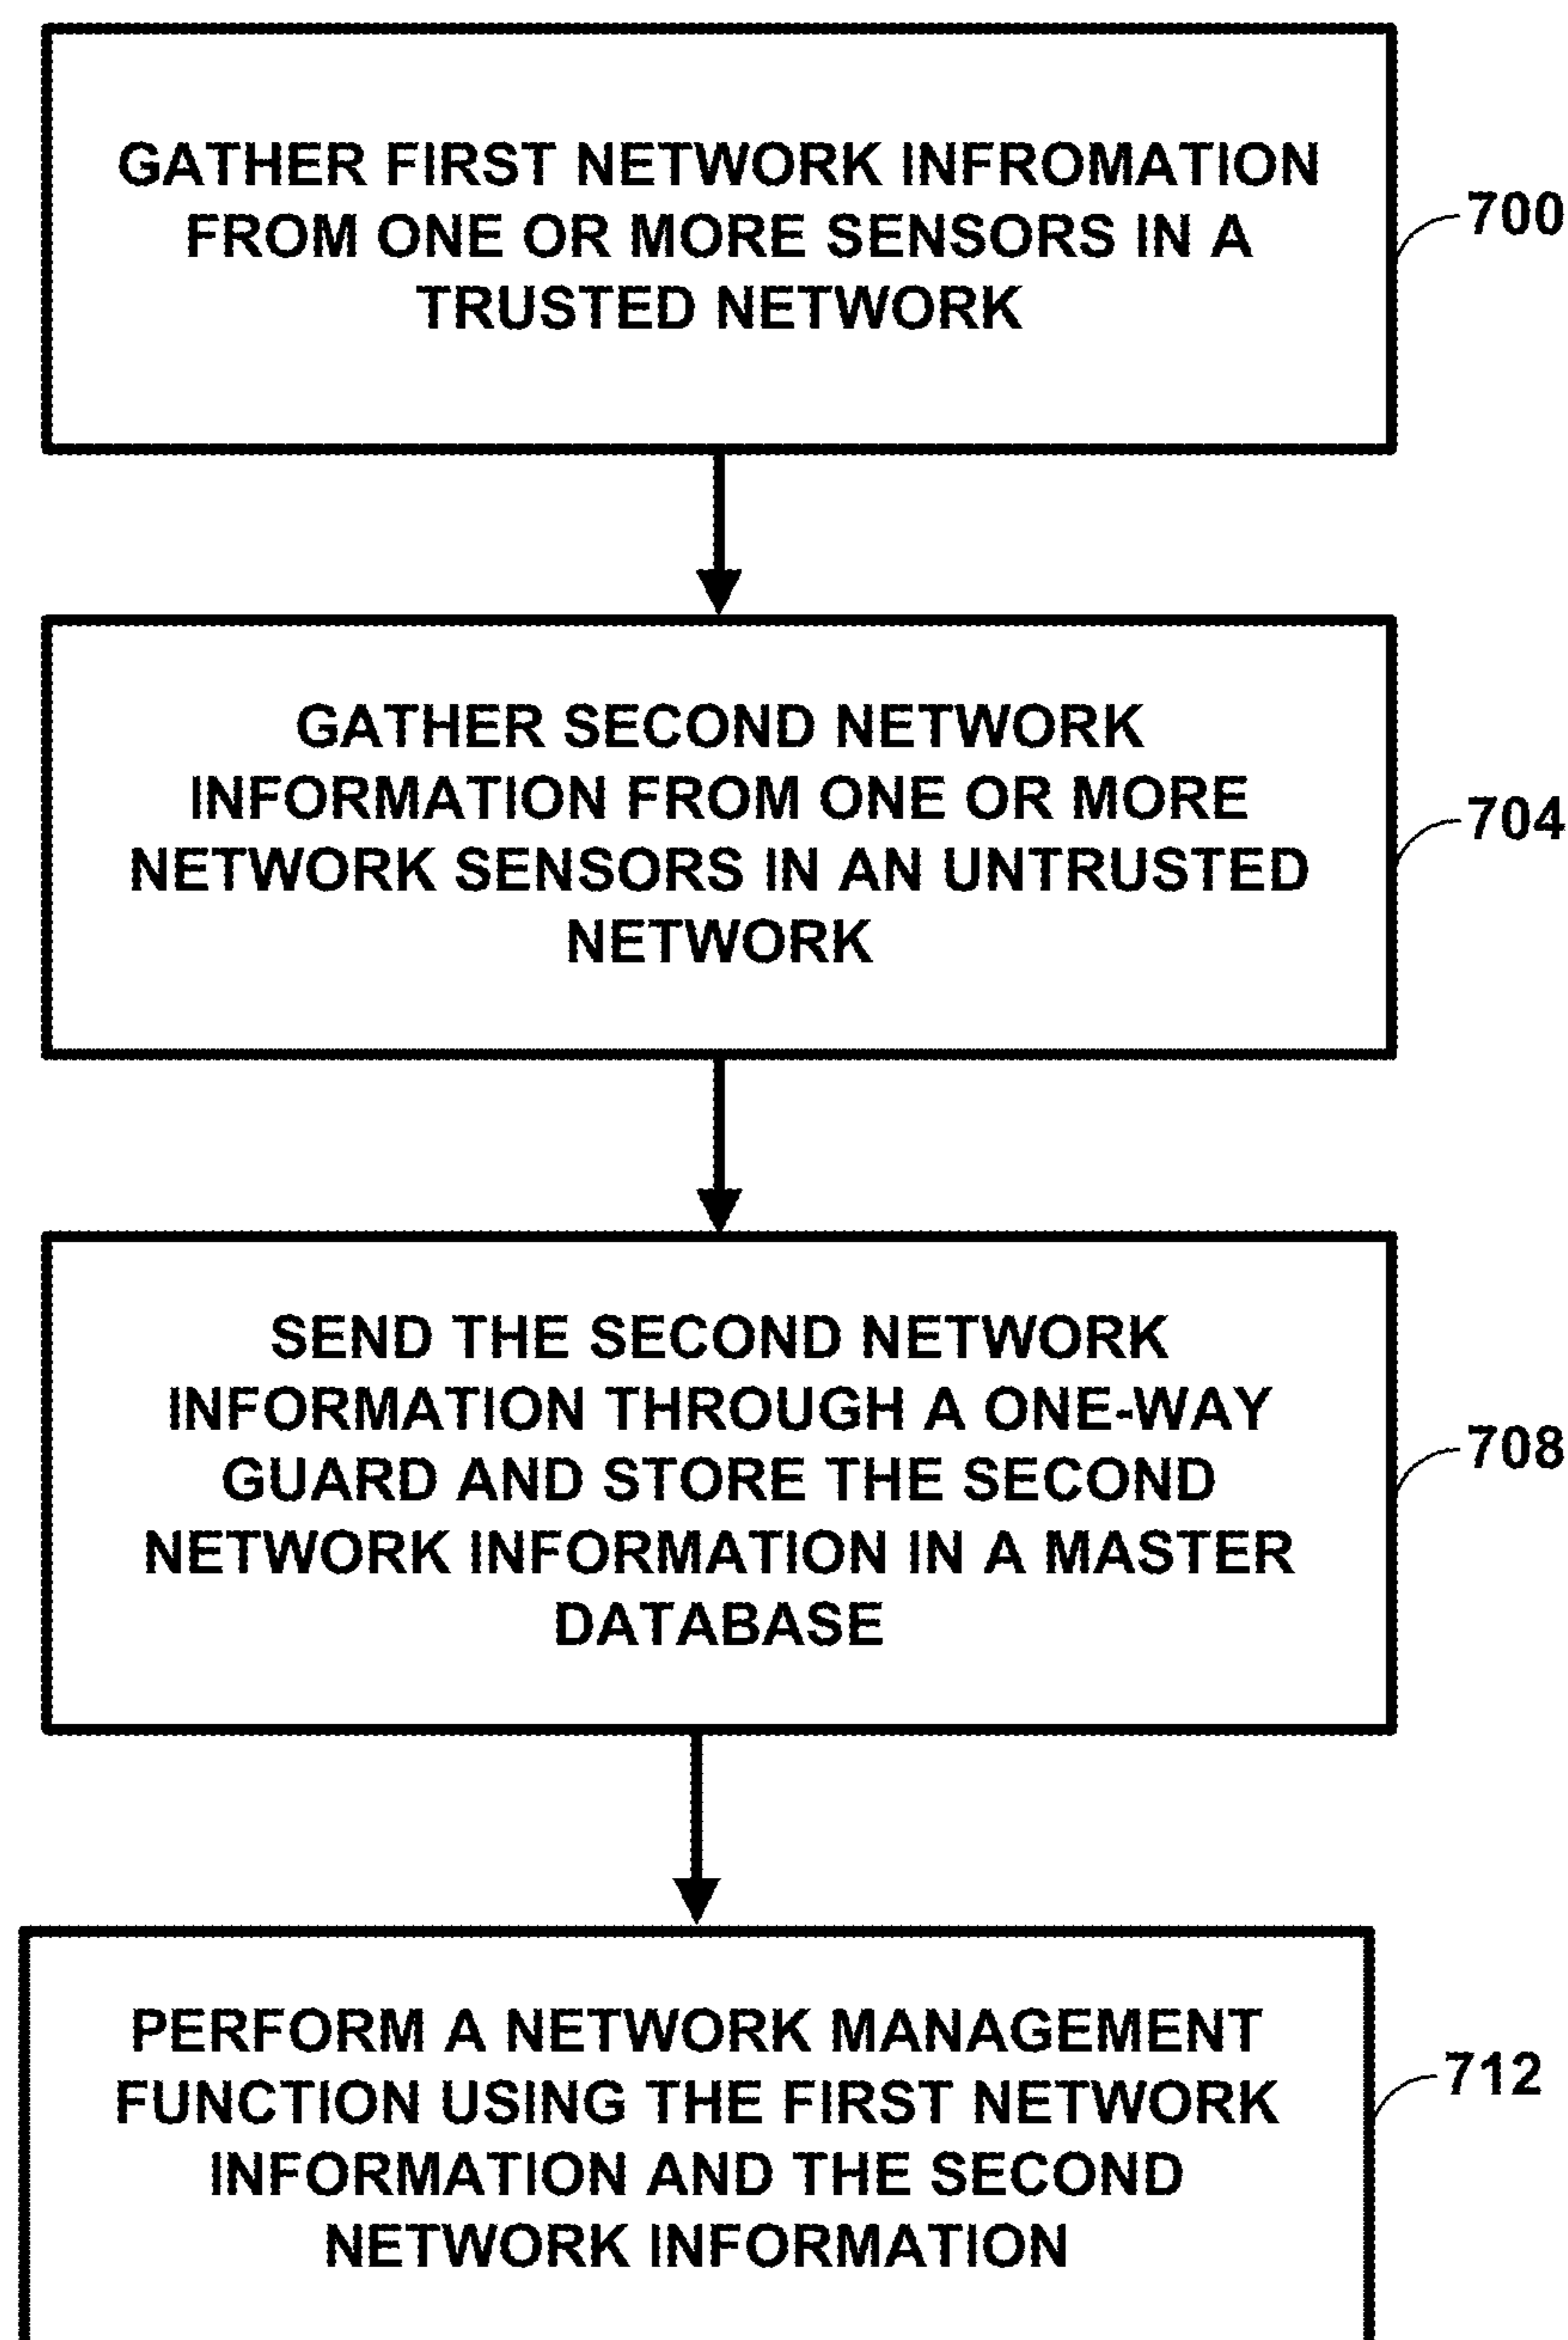 GATHER FIRST NETWORK INFROMATION
FROM ONE OR MORE SENSORS IN A
TRUSTED NETWORK
700
GATHER SECOND NETWORK
INFORMATION FROM ONE OR MORE
NETWORK SENSORS IN AN UNTRUSTED
NETWORK
704
SEND THE SECOND NETWORK
INFORMATION THROUGH A ONE-WAY
GUARD AND STORE THE SECOND
NETWORK INFORMATION IN A MASTER
DATABASE
708
PERFORM A NETWORK MANAGEMENT
FUNCTION USING THE FIRST NETWORK
INFORMATION AND THE SECOND
NETWORK INFORMATION
712